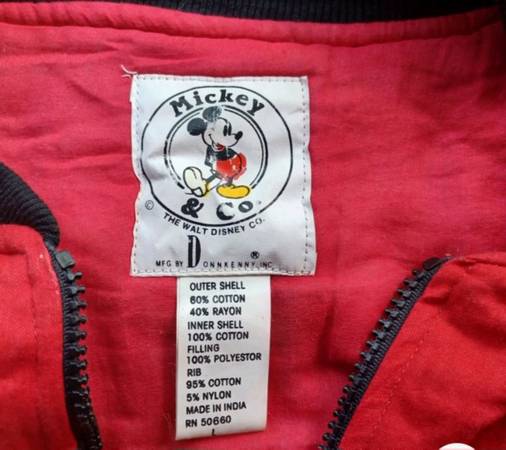 Mickey
& Co.
© THE WALT DISNEY CO.
MFG BY DONNKENNY, INC ®
OUTER SHELL
60% COTTON
40% RAYON
INNER SHELL
100% COTTON
FILLING
100% POLYESTOR
RIB
95% COTTON
5% NYLON
MADE IN INDIA
RN 50660
L